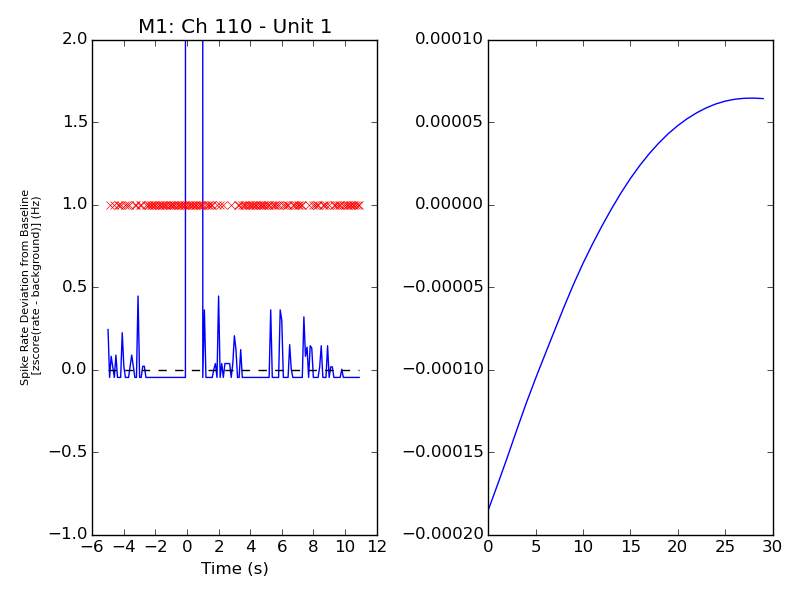 M1: Ch 110 - Unit 1
2.0
1.5
1.0
0.5
0.0
−0.5
−1.0
−6 −4 −2 0 2 4 6 8 10 12
Time (s)
Spike Rate Deviation from Baseline
[zscore(rate - background)] (Hz)
0.00010
0.00005
0.00000
−0.00005
−0.00010
−0.00015
−0.00020
0 5 10 15 20 25 30